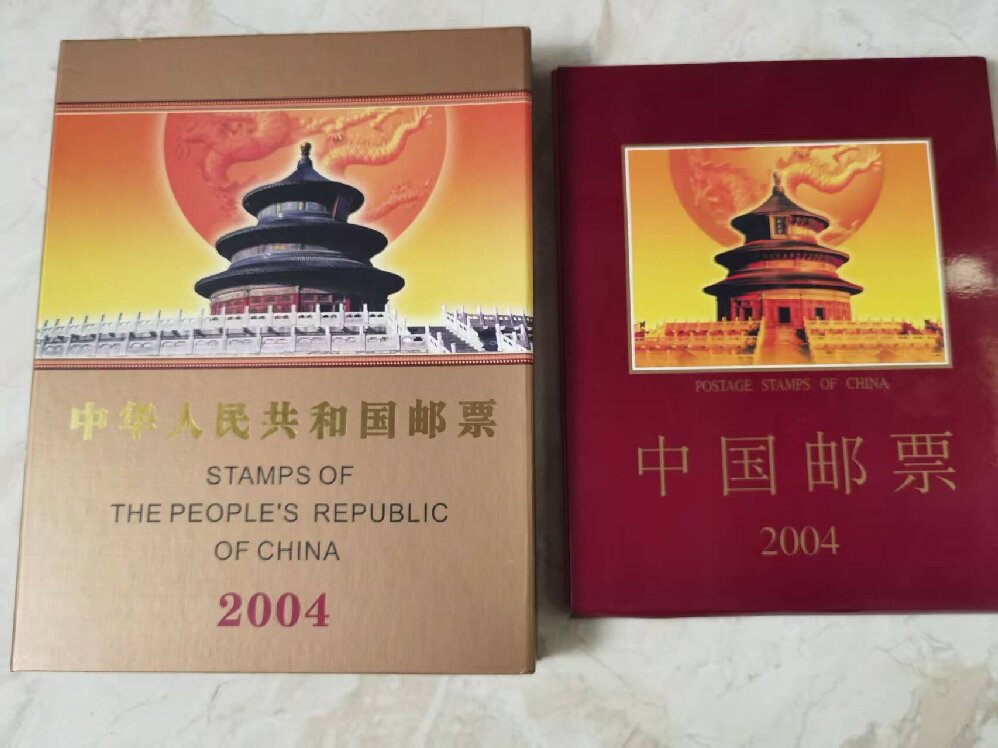 中华人民共和国邮票
STAMPS OF
THE PEOPLE'S REPUBLIC
OF CHINA
2004
POSTAGE STAMPS OF CHINA
中国邮票
2004